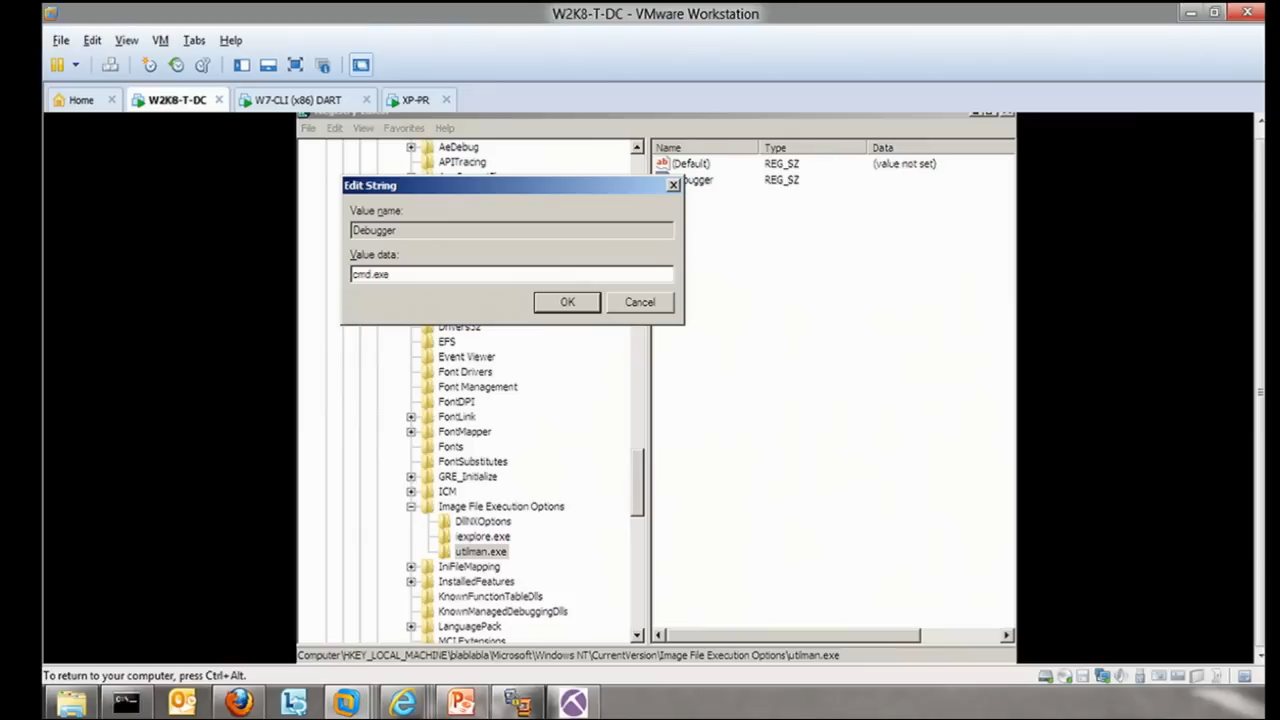 W2K8-T-DC - VMware Workstation
File Edit View VM Tabs Help
Home W2K8-T-DC W7-CLI (x86) DART XP-PR
File Edit View Favorites Help
Name Type Data
AeDebug
ab (Default) REG_SZ (value not set)
APITracing
REG_SZ
Edit String
Value name:
Debugger
Value data:
cmd.exe
OK Cancel
Drivers32
EFS
Event Viewer
Font Drivers
Font Management
FontDPI
FontLink
FontMapper
Fonts
FontSubstitutes
GRE_Initialize
ICM
Image File Execution Options
DllNXOptions
iexplore.exe
utilman.exe
IniFileMapping
InstalledFeatures
KnownFunctionTableDlls
KnownManagedDebuggingDlls
LanguagePack
MCI Extensions
Computer\HKEY_LOCAL_MACHINE\blablabla\Microsoft\Windows NT\CurrentVersion\Image File Execution Options\utilman.exe
To return to your computer, press Ctrl+Alt.